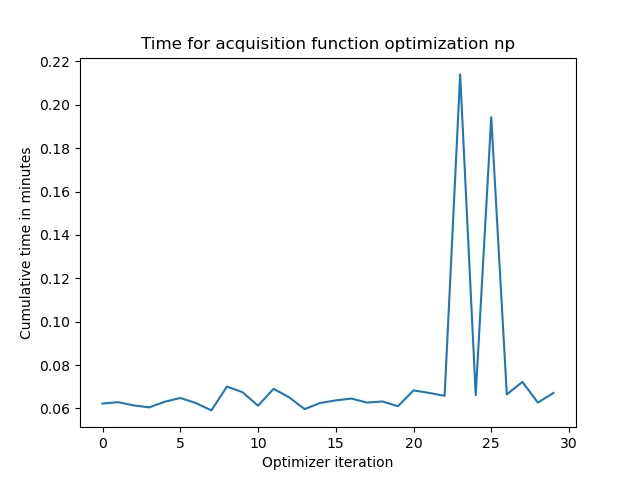 Time for acquisition function optimization np
0.22
0.20
0.18
0.16
0.14
0.12
0.10
0.08
0.06
Cumulative time in minutes
0 5 10 15 20 25 30
Optimizer iteration